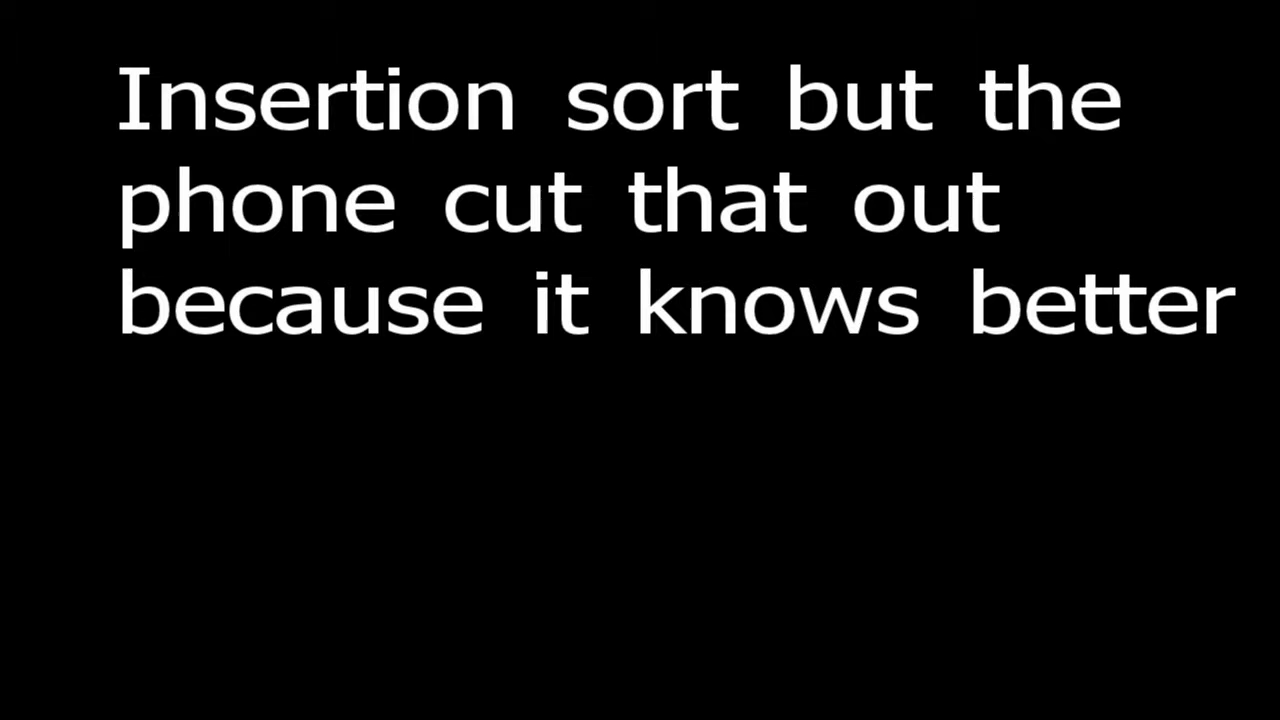 Insertion sort but the
phone cut that out
because it knows better